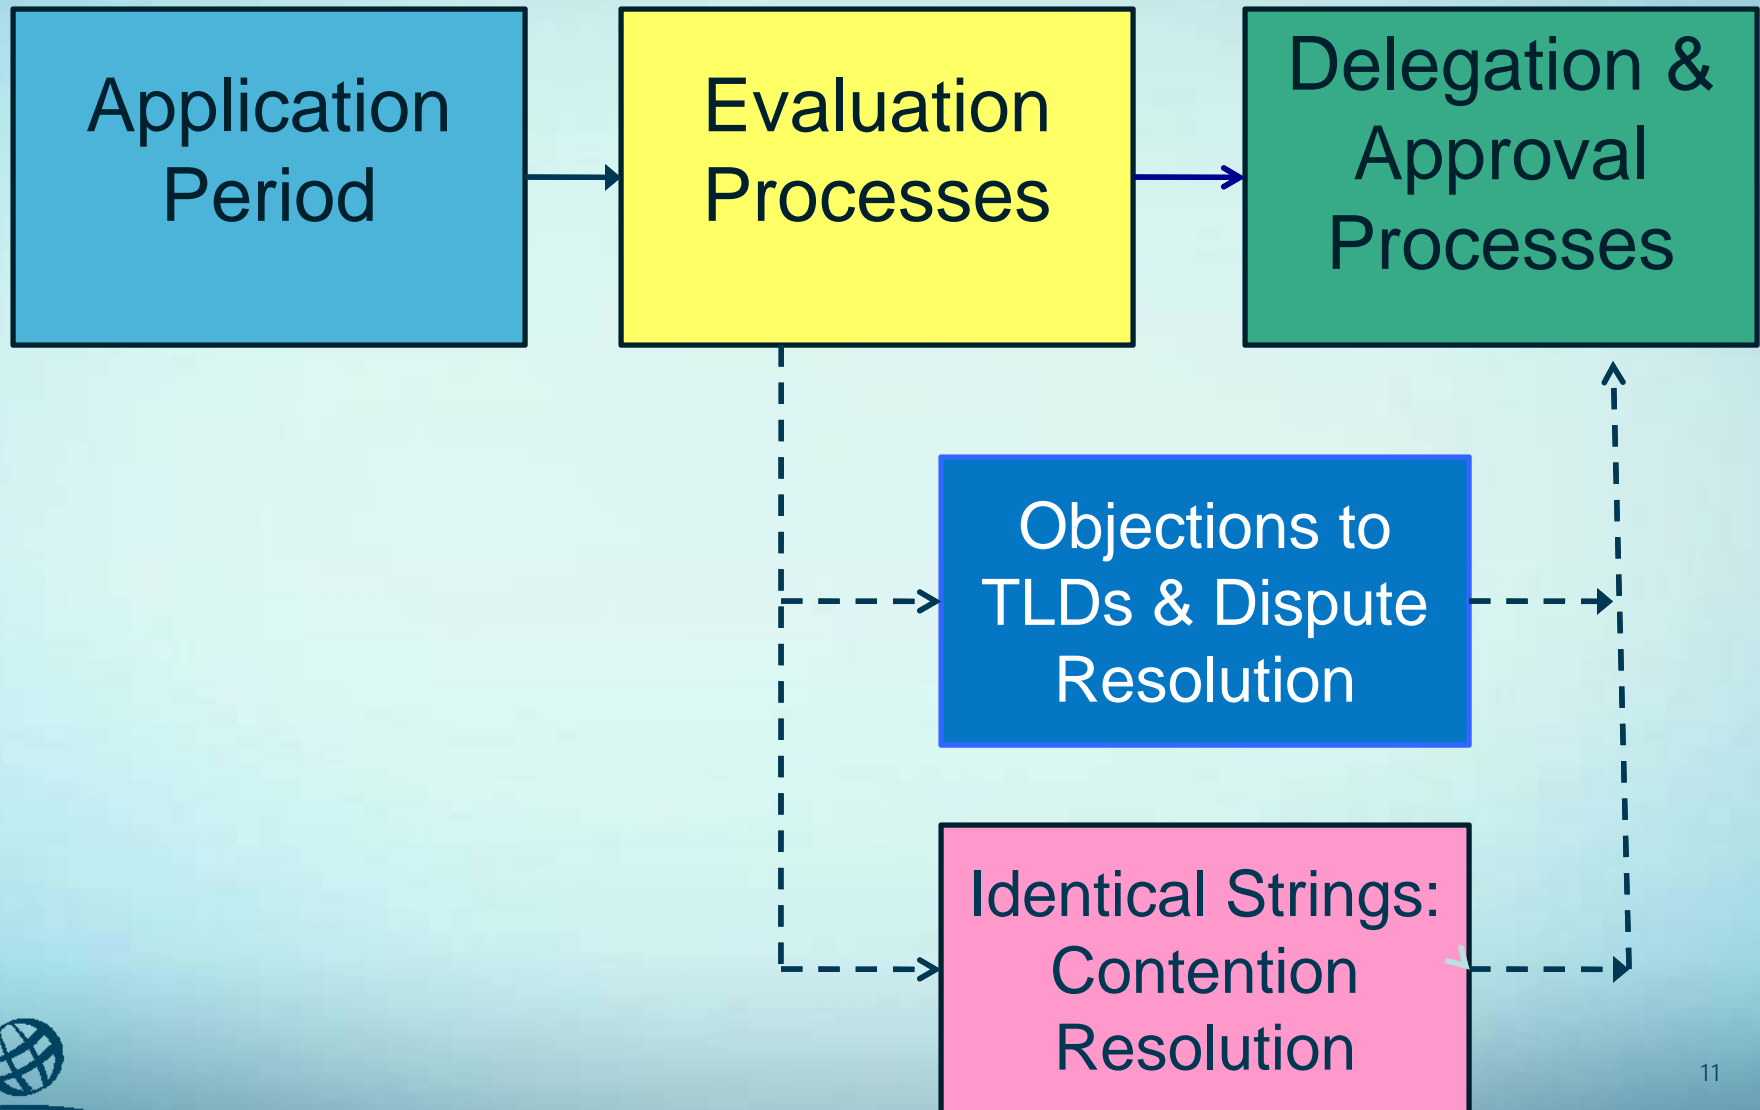 Application
Period
Evaluation
Processes
Delegation &
Approval
Processes
Objections to
TLDs & Dispute
Resolution
Identical Strings:
Contention
Resolution
11